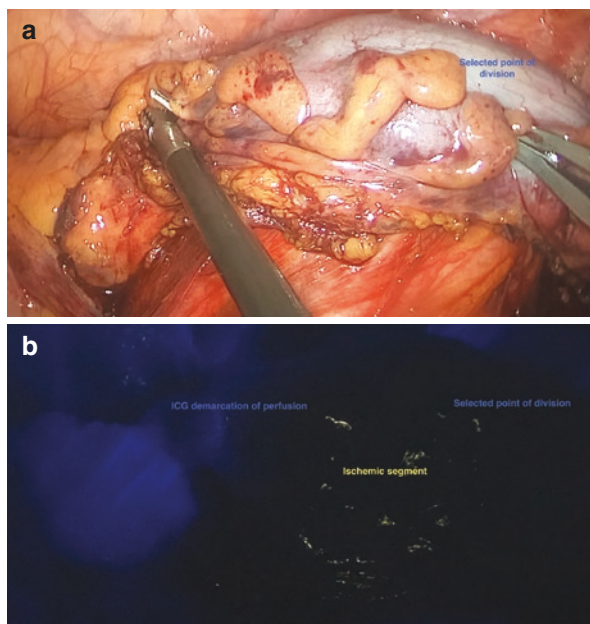 a
Selected point of
division
b
ICG demarcation of perfusion
Selected point of division
Ischemic segment